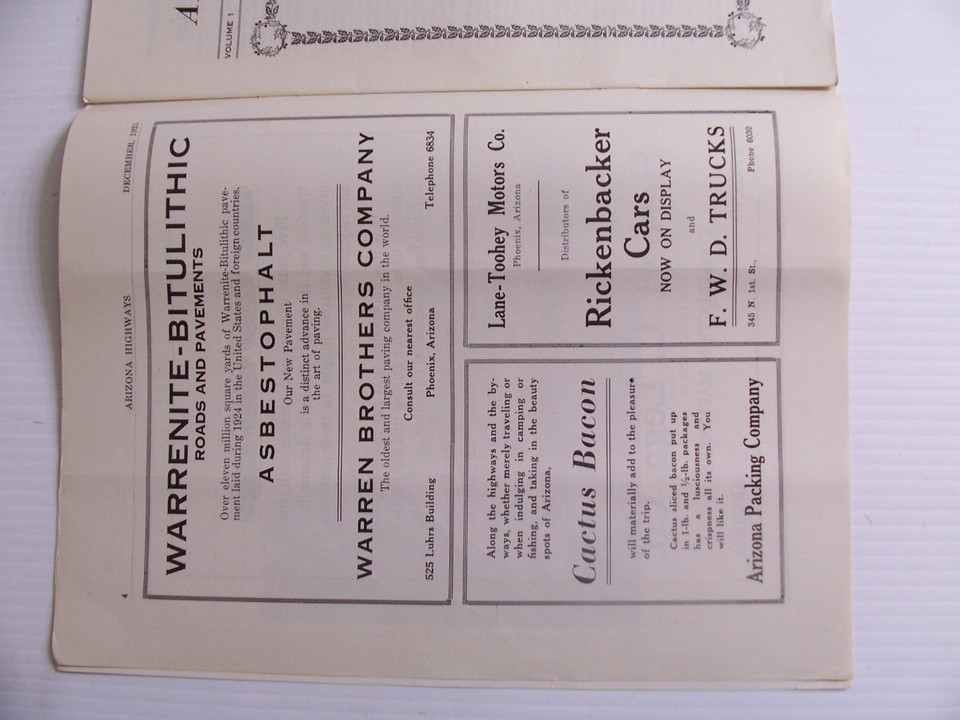 VOLUME 1
4 ARIZONA HIGHWAYS DECEMBER,
WARRENITE-BITULITHIC
ROADS AND PAVEMENTS
Over eleven million square yards of Warrenite-Bitulithic pave-
ment laid during 1924 in the United States and foreign countries.
ASBESTOPHALT
Our New Pavement
is a distinct advance in
the art of paving.
WARREN BROTHERS COMPANY
The oldest and largest paving company in the world.
Consult our nearest office
525 Luhrs Building Phoenix, Arizona Telephone 6834
Along the highways and the by-
ways, whether merely traveling or
when indulging in camping or
fishing, and taking in the beauty
spots of Arizona,
Cactus Bacon
will materially add to the pleasure
of the trip.
Cactus sliced bacon put up
in 1-lb. and ½-lb. packages
has a lusciousness and
crispness all its own. You
will like it.
Arizona Packing Company
Lane-Toohey Motors Co.
Phoenix, Arizona
Distributors of
Rickenbacker
Cars
NOW ON DISPLAY
and
F. W. D. TRUCKS
345 N. 1st. St., Phone 6030